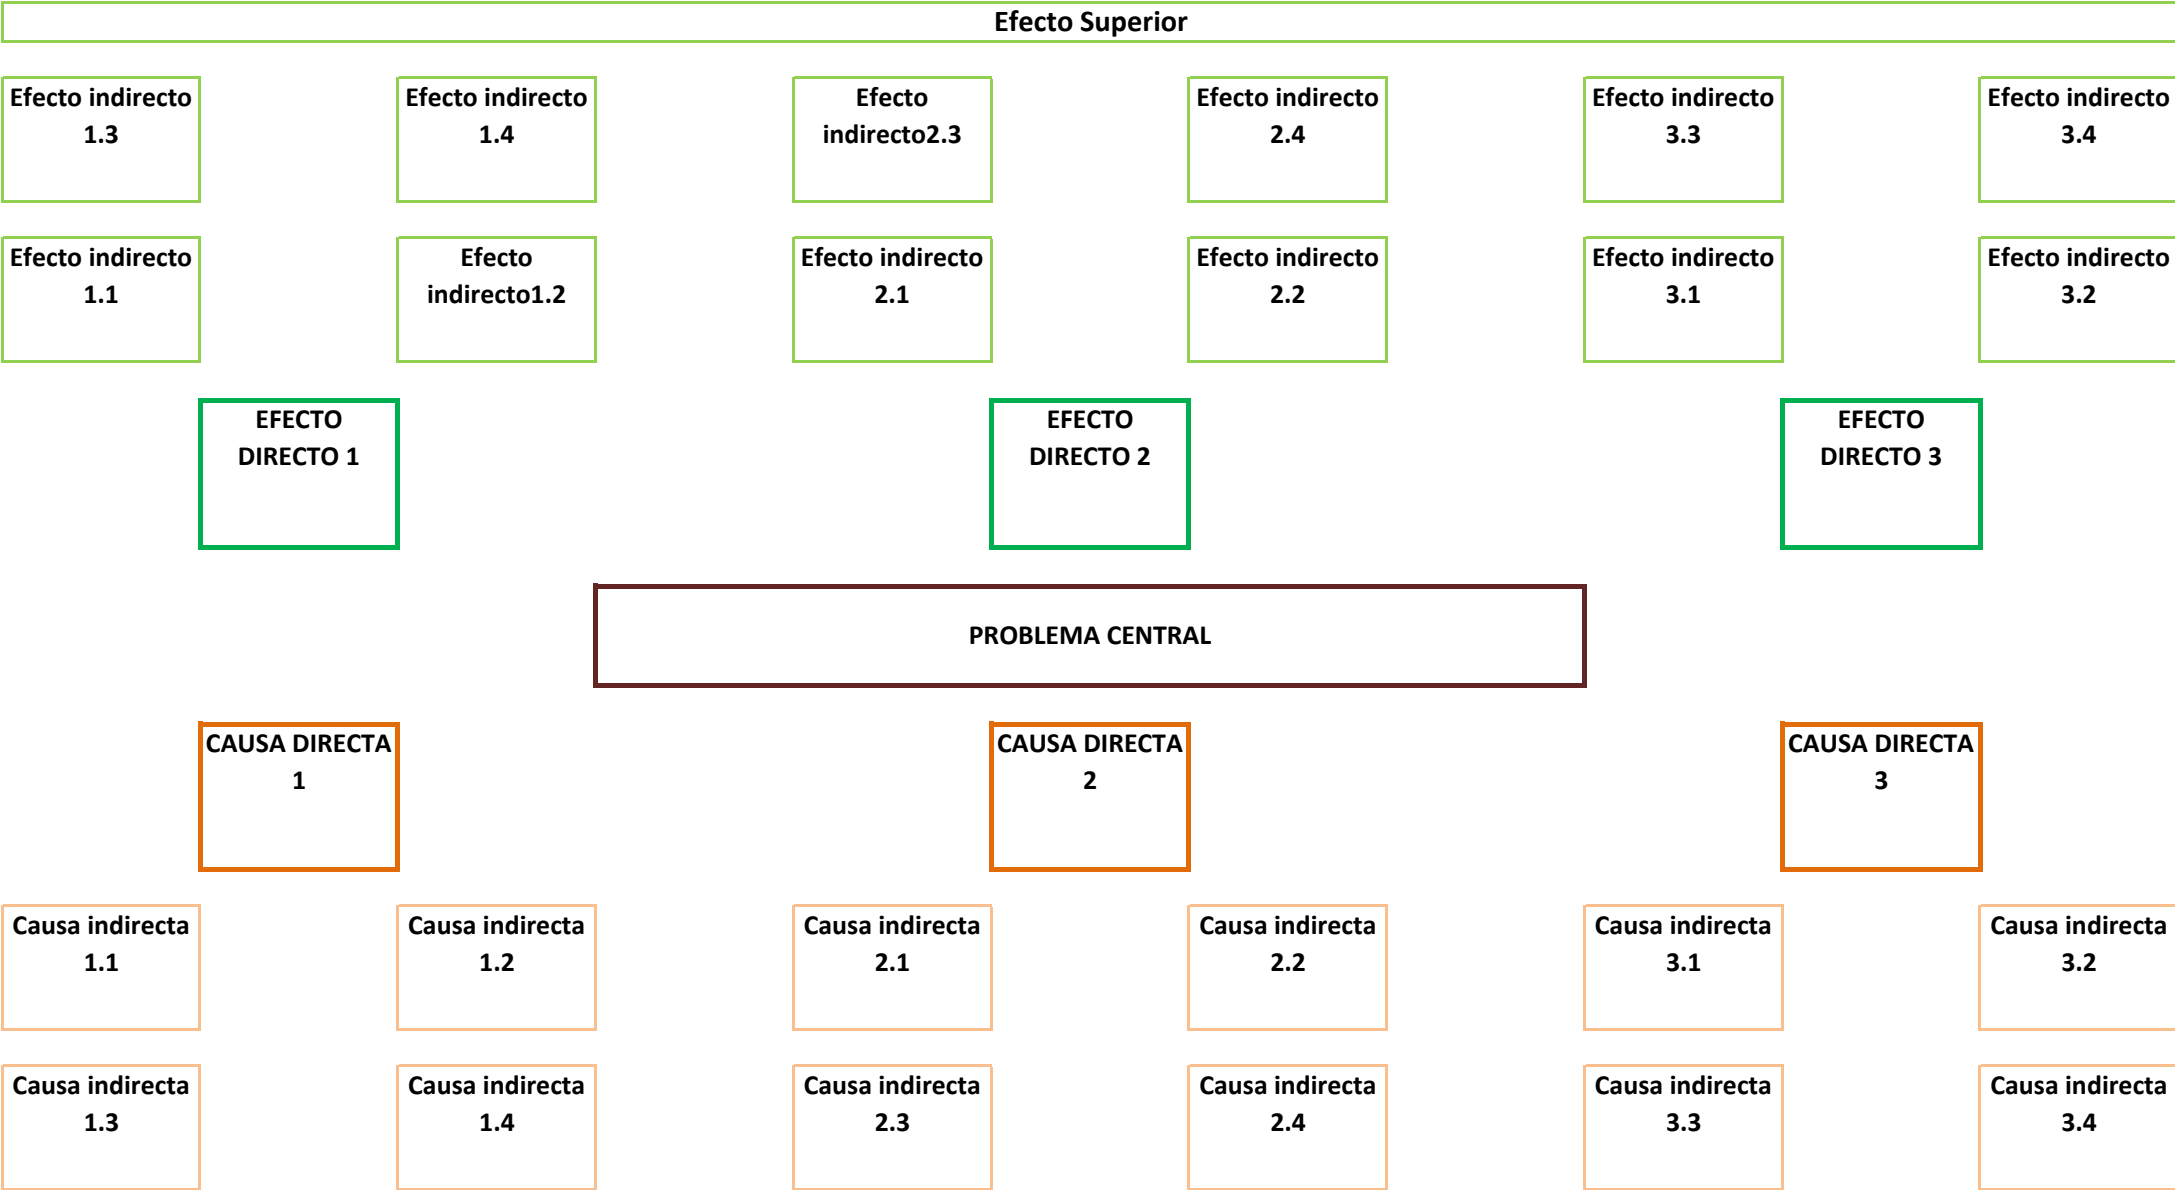 Efecto Superior
Efecto indirecto
1.3
Efecto indirecto
1.4
Efecto
indirecto2.3
Efecto indirecto
2.4
Efecto indirecto
3.3
Efecto indirecto
3.4
Efecto indirecto
1.1
Efecto
indirecto1.2
Efecto indirecto
2.1
Efecto indirecto
2.2
Efecto indirecto
3.1
Efecto indirecto
3.2
EFECTO
DIRECTO 1
EFECTO
DIRECTO 2
EFECTO
DIRECTO 3
PROBLEMA CENTRAL
CAUSA DIRECTA
1
CAUSA DIRECTA
2
CAUSA DIRECTA
3
Causa indirecta
1.1
Causa indirecta
1.2
Causa indirecta
2.1
Causa indirecta
2.2
Causa indirecta
3.1
Causa indirecta
3.2
Causa indirecta
1.3
Causa indirecta
1.4
Causa indirecta
2.3
Causa indirecta
2.4
Causa indirecta
3.3
Causa indirecta
3.4